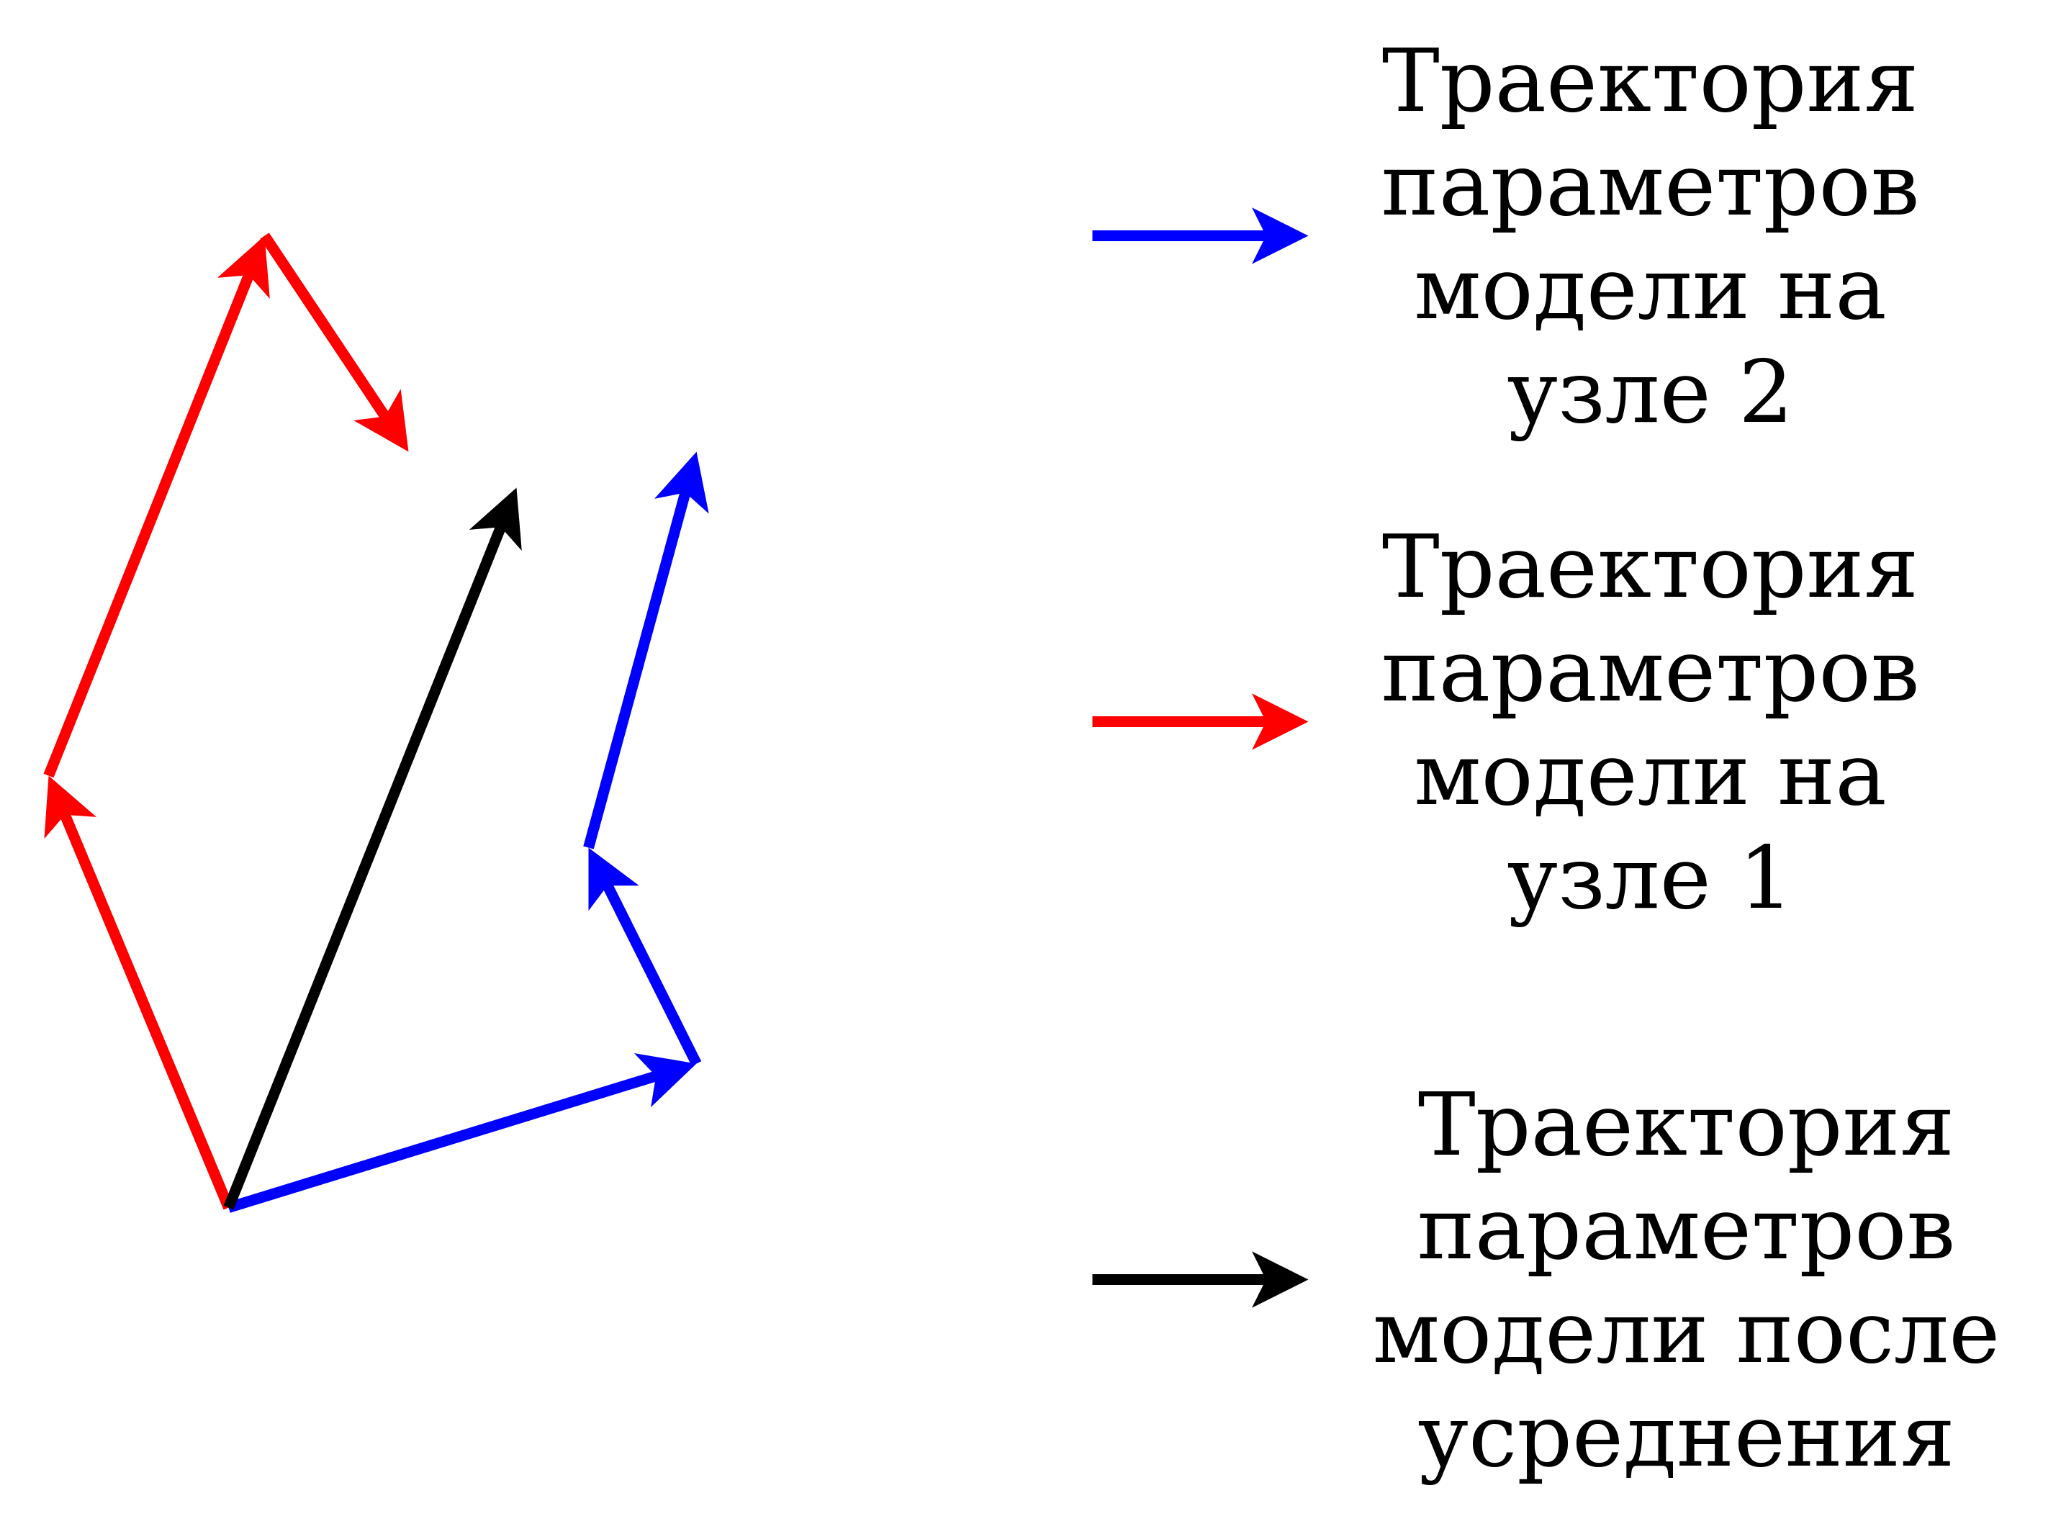 Траектория
параметров
модели на
узле 2
Траектория
параметров
модели на
узле 1
Траектория
параметров
модели после
усреднения